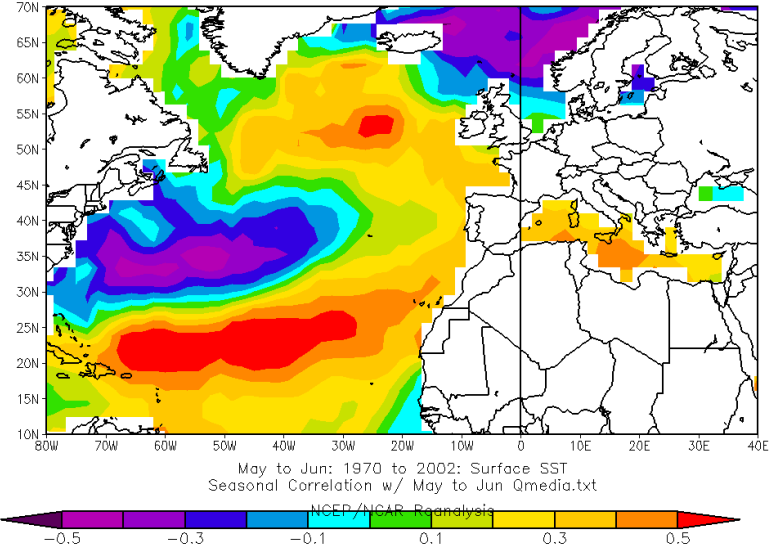 70N
65N
60N
55N
50N
45N
40N
35N
30N
25N
20N
15N
10N
80W 70W 60W 50W 40W 30W 20W 10W 0 10E 20E 30E 40E
May to Jun: 1970 to 2002: Surface SST
Seasonal Correlation w/ May to Jun Qmedia.txt
NCEP/NCAR Reanalysis
−0.5 −0.3 −0.1 0.1 0.3 0.5